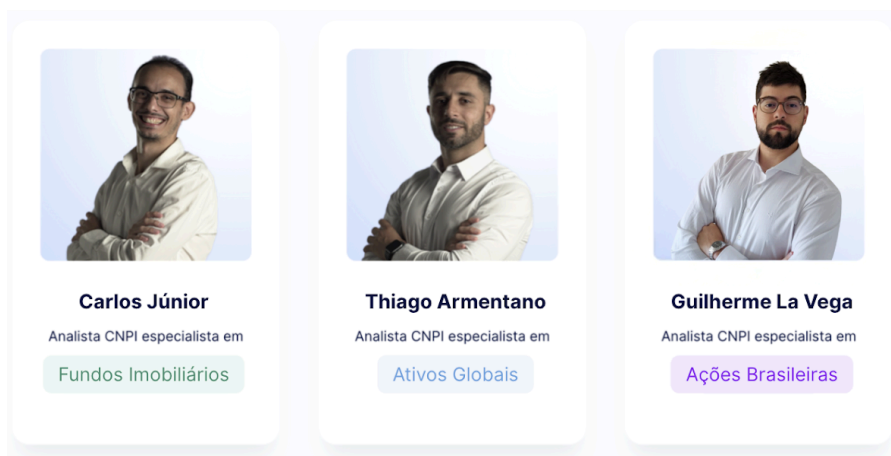 Carlos Júnior
Analista CNPI especialista em
Fundos Imobiliários
Thiago Armentano
Analista CNPI especialista em
Ativos Globais
Guilherme La Vega
Analista CNPI especialista em
Ações Brasileiras